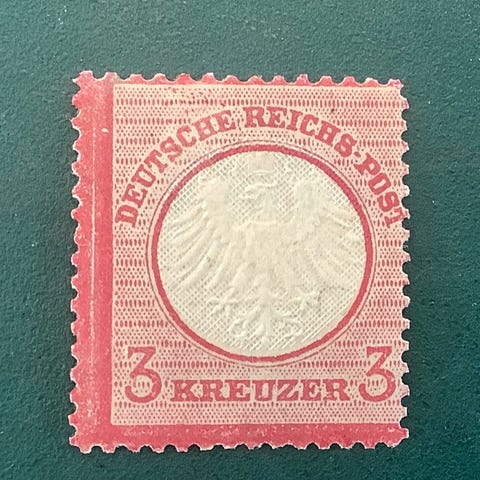 DEUTSCHE REICHS-POST
3 KREUZER 3